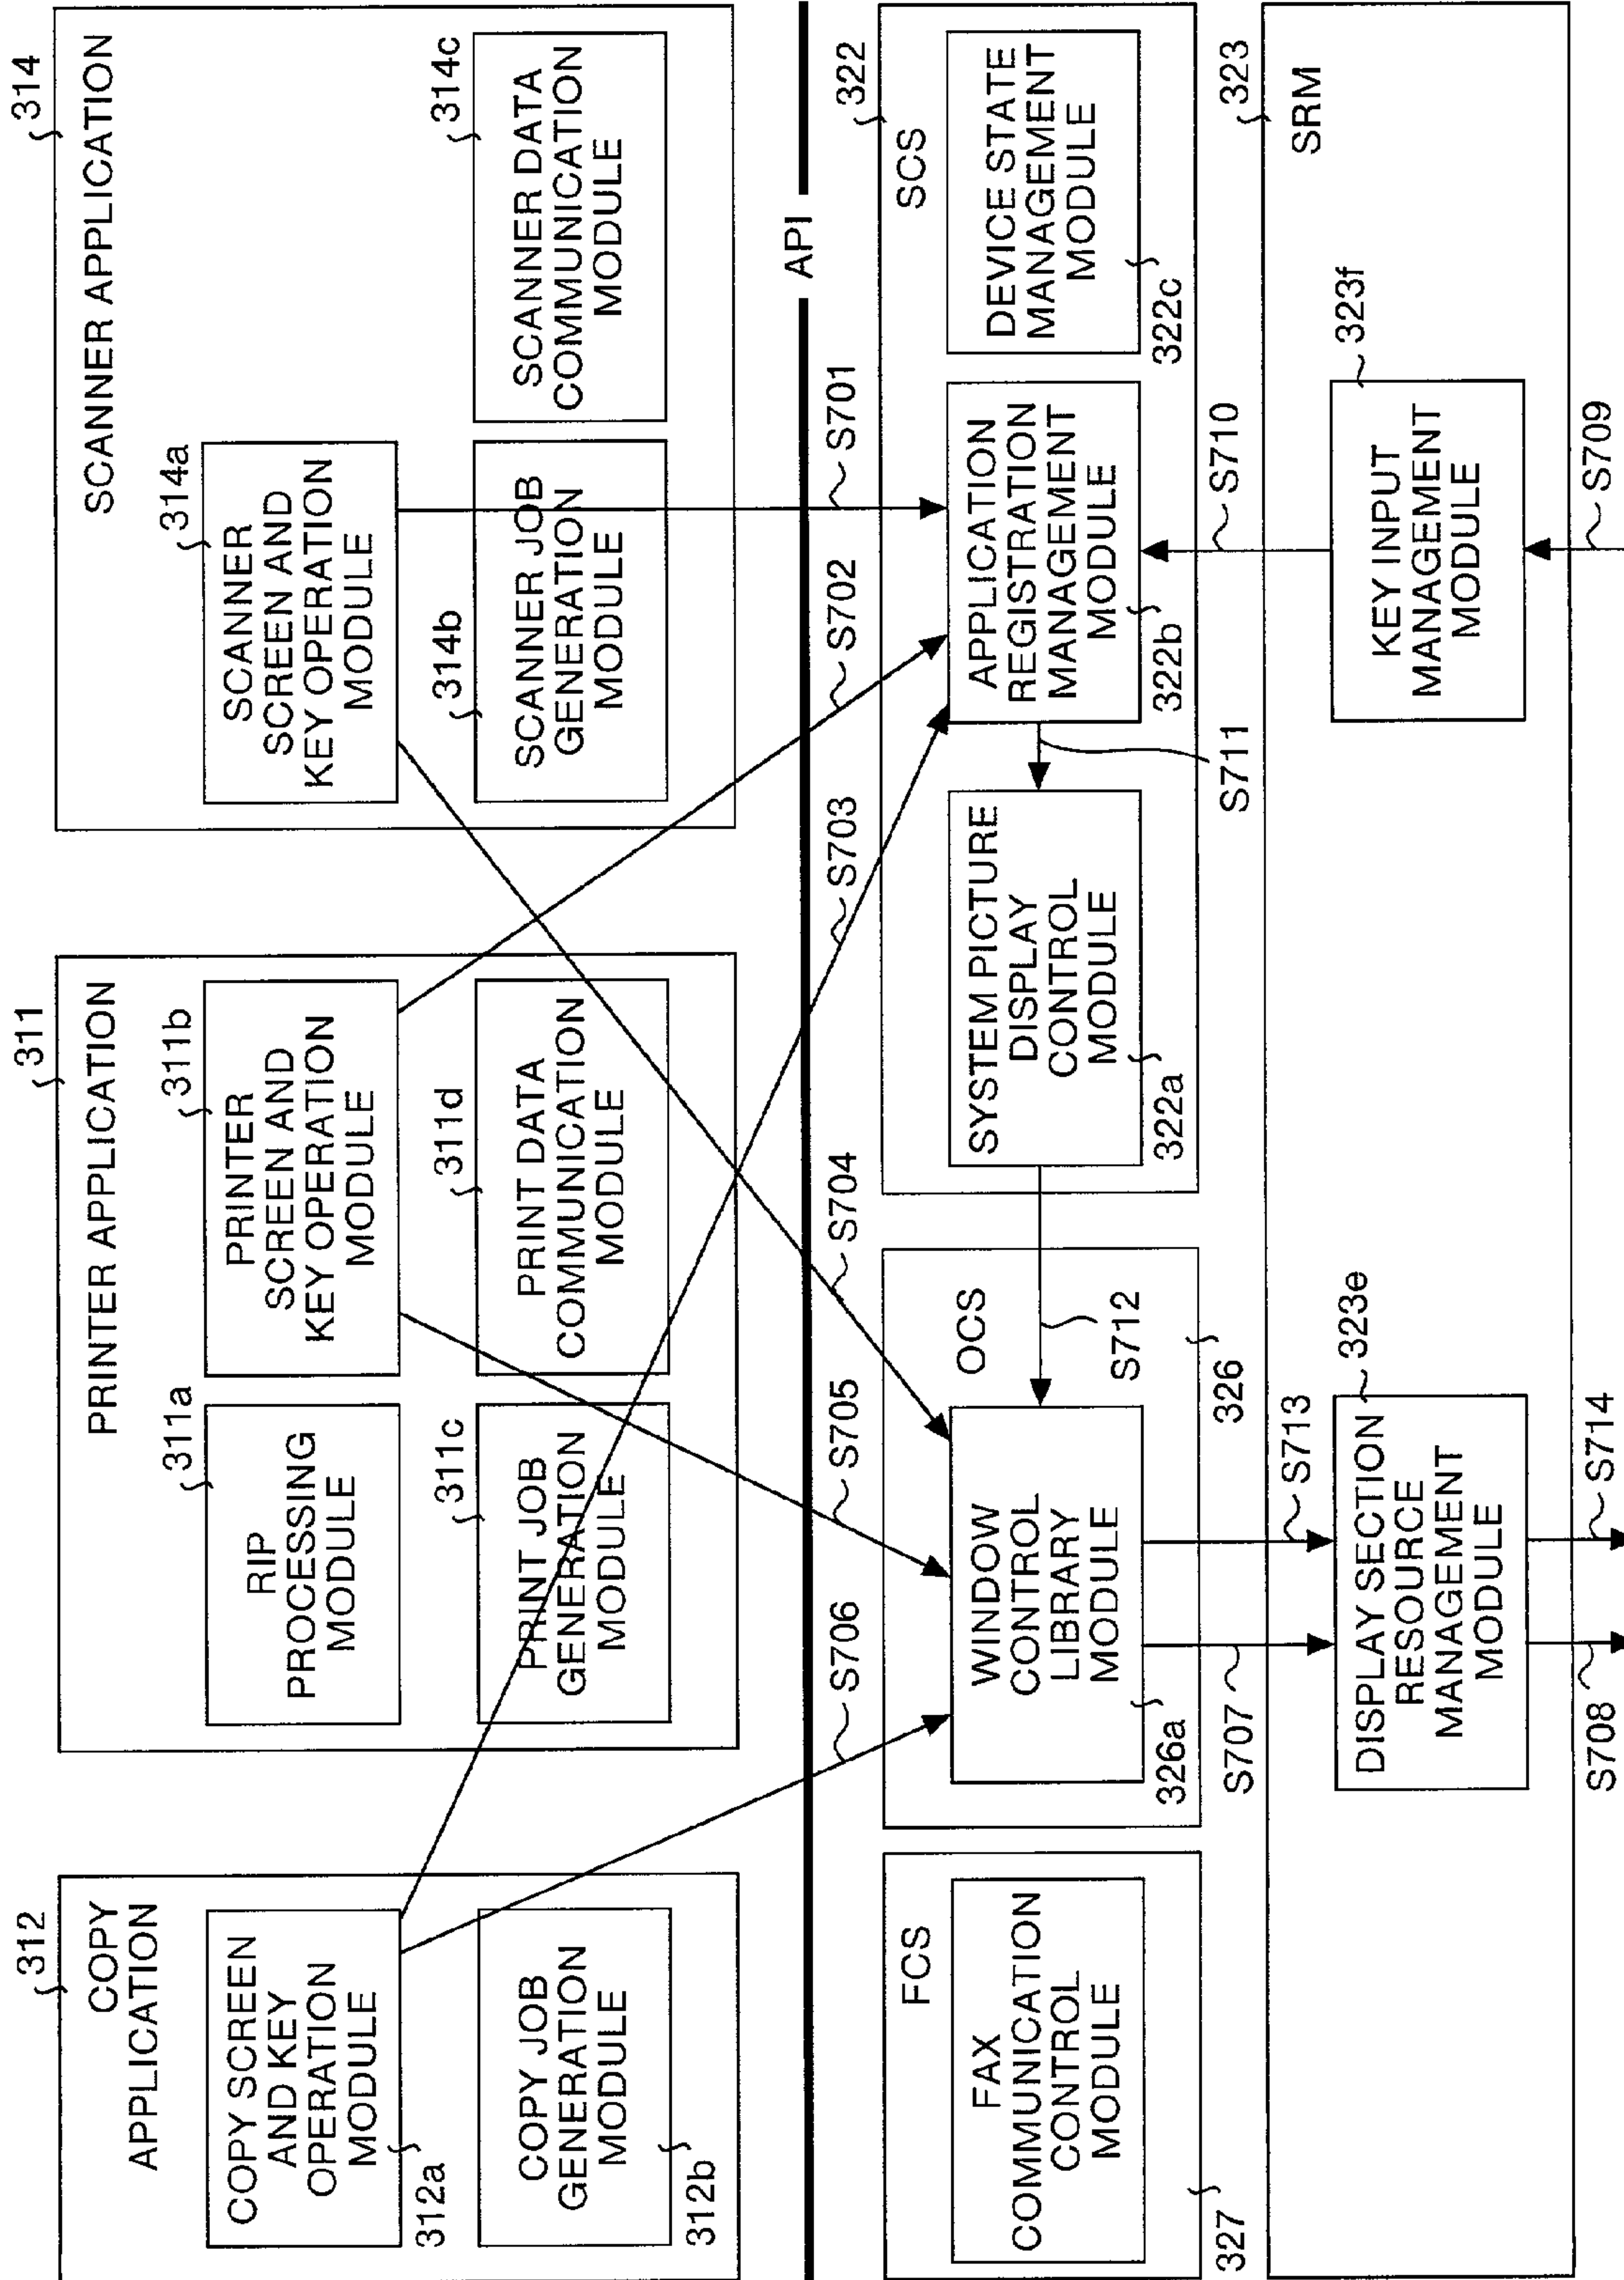 312
COPY
APPLICATION
COPY SCREEN
AND KEY
OPERATION
MODULE
312a
COPY JOB
GENERATION
MODULE
312b
311
PRINTER APPLICATION
311a
RIP
PROCESSING
MODULE
311b
PRINTER
SCREEN AND
KEY OPERATION
MODULE
311c
PRINT JOB
GENERATION
MODULE
311d
PRINT DATA
COMMUNICATION
MODULE
314
SCANNER APPLICATION
314a
SCANNER
SCREEN AND
KEY OPERATION
MODULE
314b
SCANNER JOB
GENERATION
MODULE
314c
SCANNER DATA
COMMUNICATION
MODULE
API
S706
S705
S704
S703
S702
S701
FCS
FAX
COMMUNICATION
CONTROL
MODULE
327
OCS
WINDOW
CONTROL
LIBRARY
MODULE
326a
S712
326
322
SCS
SYSTEM PICTURE
DISPLAY
CONTROL
MODULE
322a
S711
APPLICATION
REGISTRATION
MANAGEMENT
MODULE
322b
DEVICE STATE
MANAGEMENT
MODULE
322c
S707
S713
S710
323
SRM
323e
DISPLAY SECTION
RESOURCE
MANAGEMENT
MODULE
323f
KEY INPUT
MANAGEMENT
MODULE
S708
S714
S709